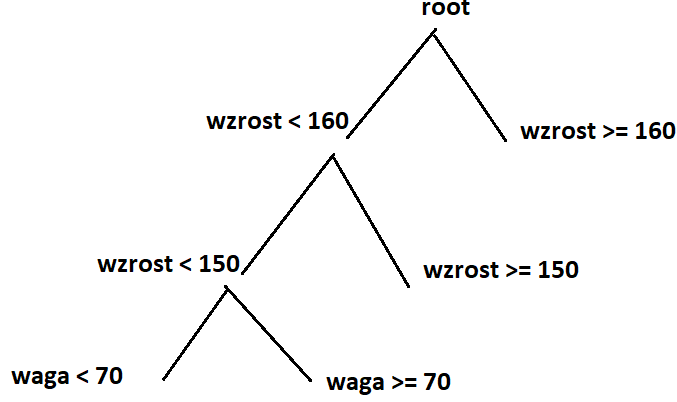 root
wzrost < 160
wzrost >= 160
wzrost < 150
wzrost >= 150
waga < 70
waga >= 70